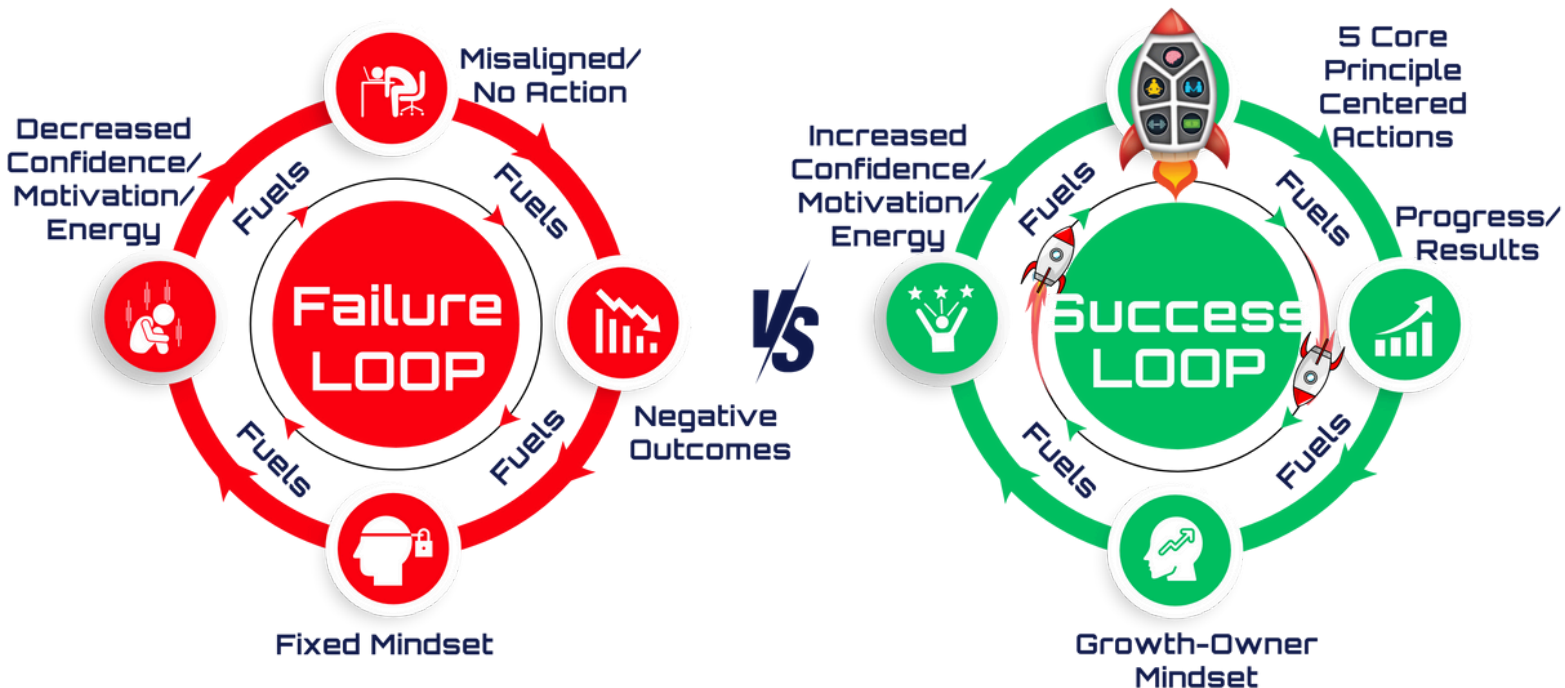 Misaligned/
No Action
Decreased
Confidence/
Motivation/
Energy
Fuels
Fuels
Failure
LOOP
Negative
Outcomes
Fuels
Fuels
Fixed Mindset
VS
5 Core
Principle
Centered
Actions
Increased
Confidence/
Motivation/
Energy
Fuels
Fuels
Progress/
Results
Success
LOOP
Fuels
Fuels
Growth-Owner
Mindset